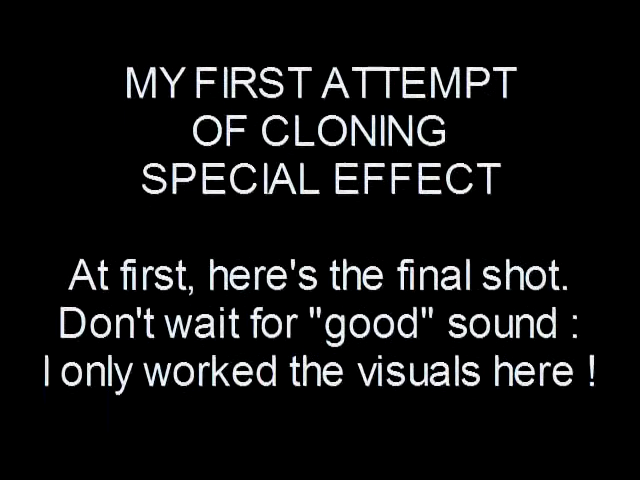 MY FIRST ATTEMPT
OF CLONING
SPECIAL EFFECT
At first, here's the final shot.
Don't wait for "good" sound :
I only worked the visuals here !